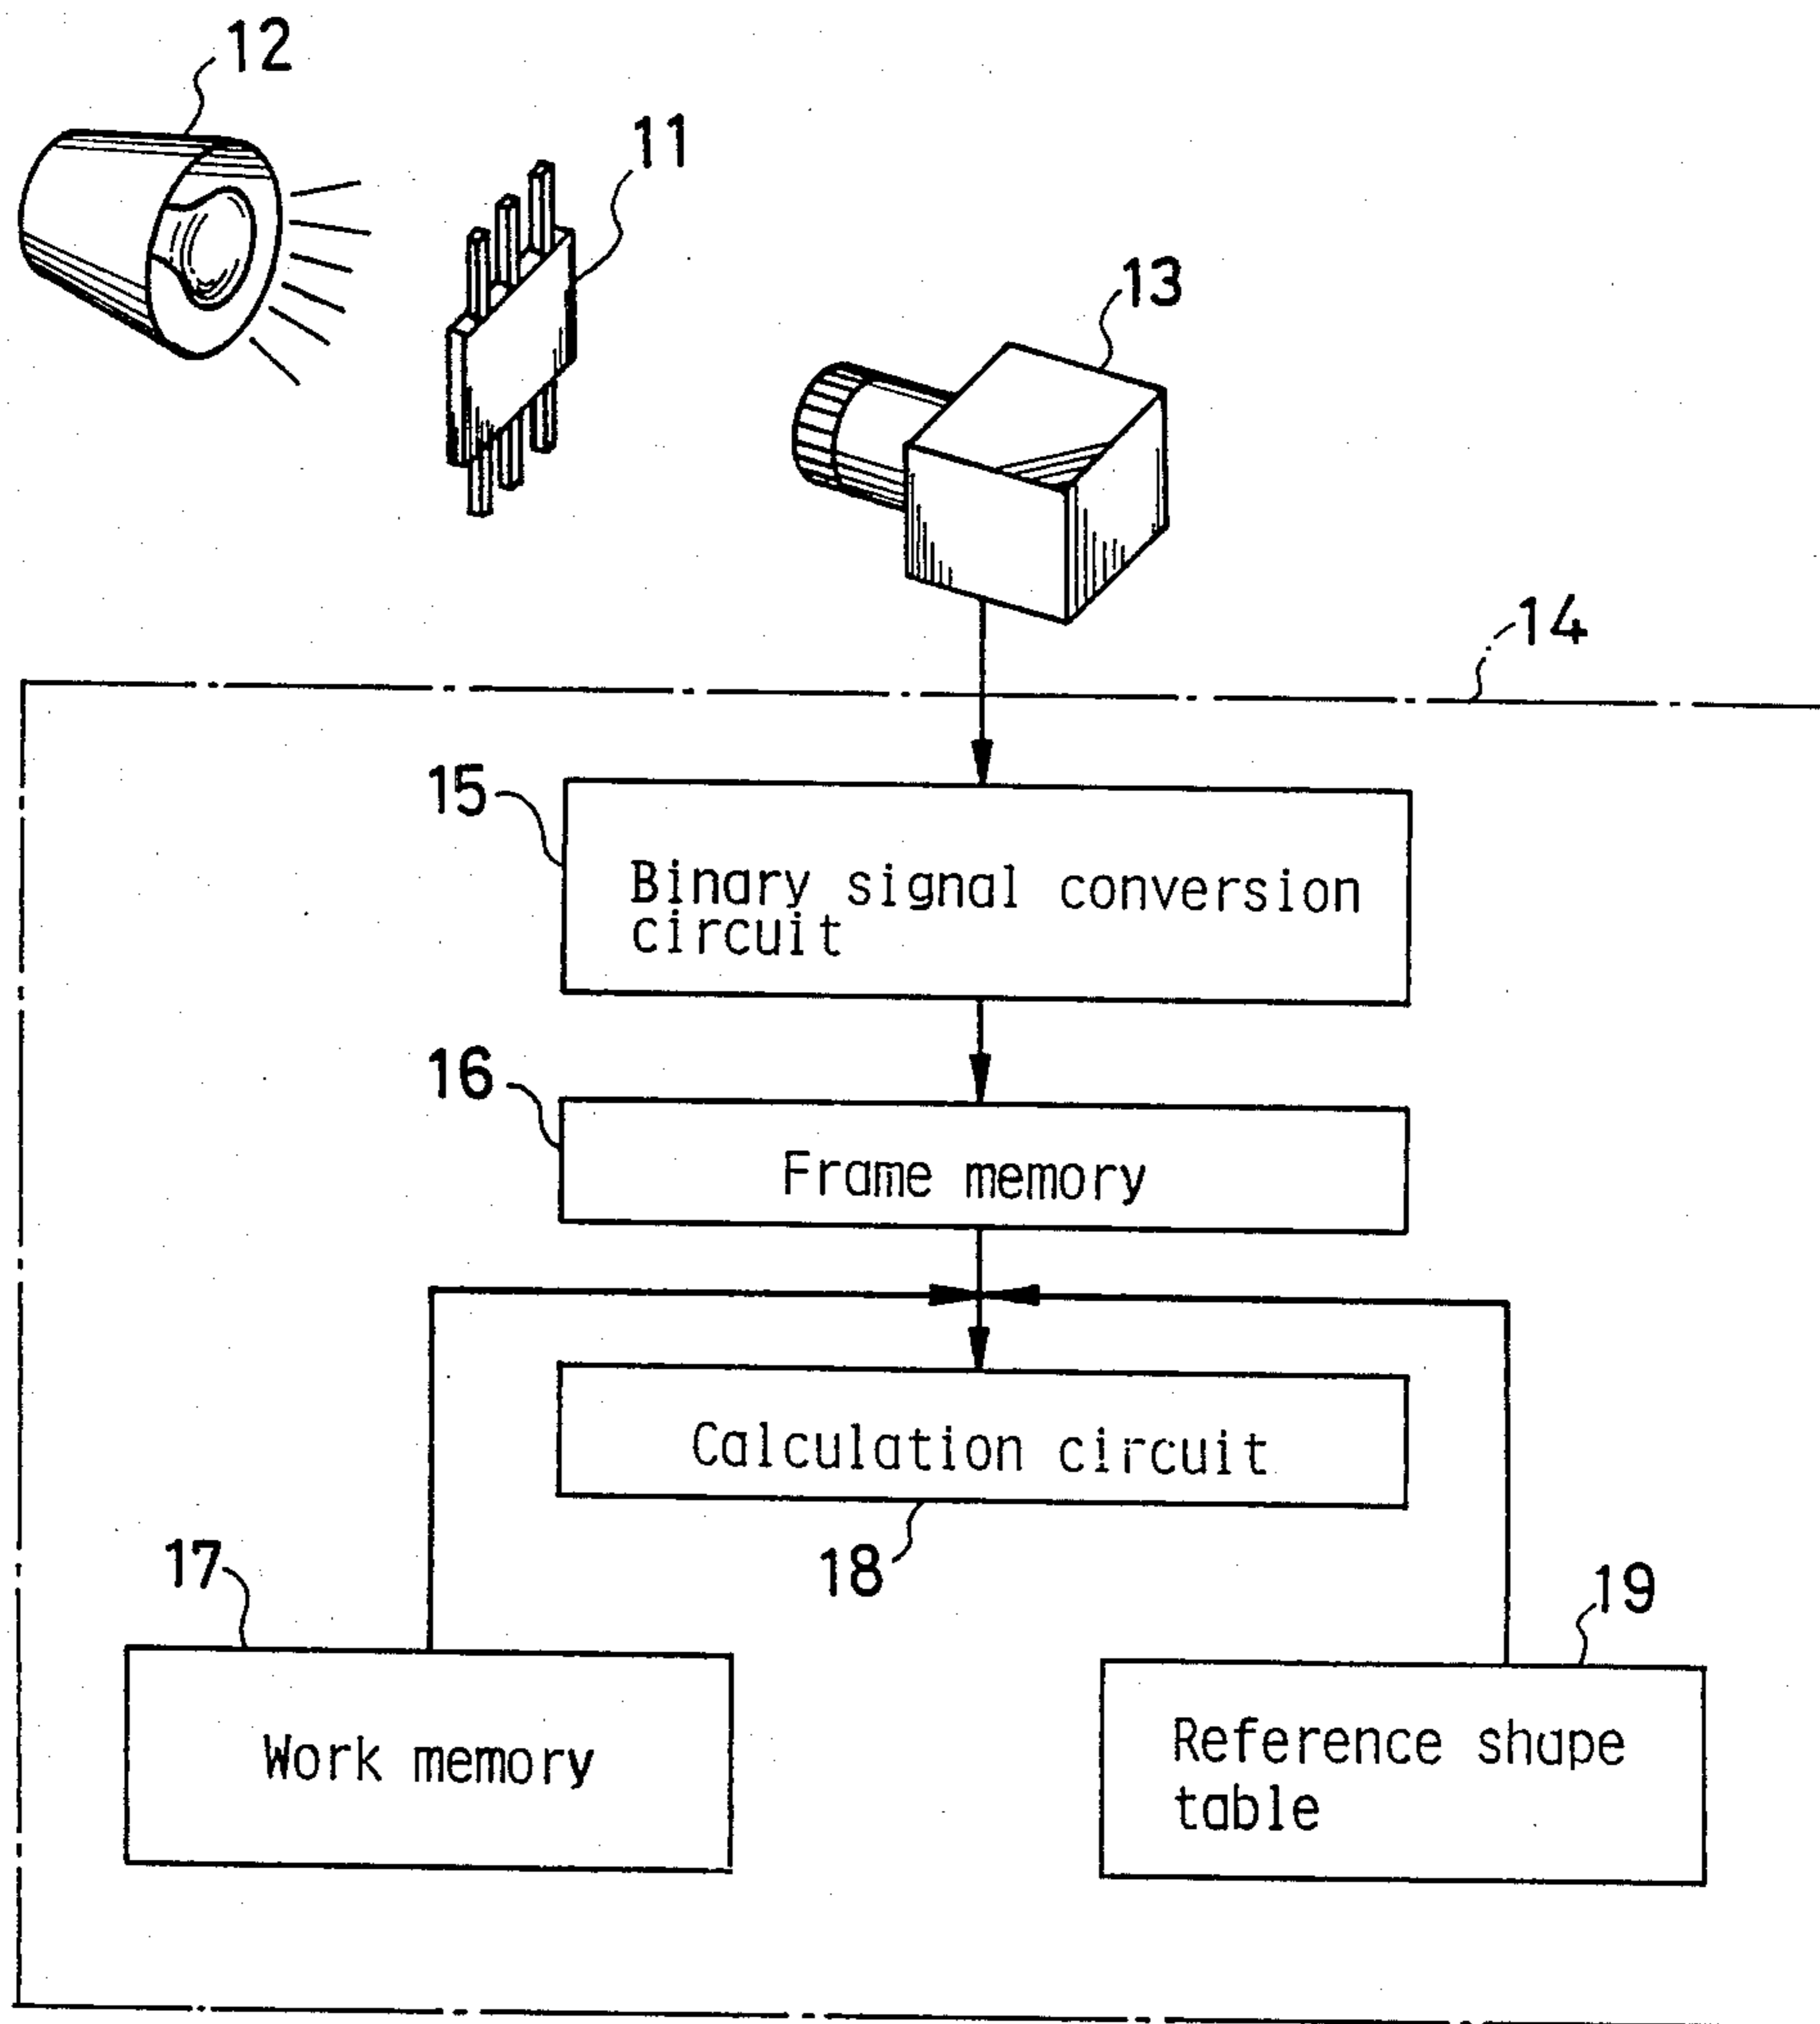 12
11
13
14
15
Binary signal conversion
circuit
16
Frame memory
Calculation circuit
17
18
19
Work memory
Reference shape
table